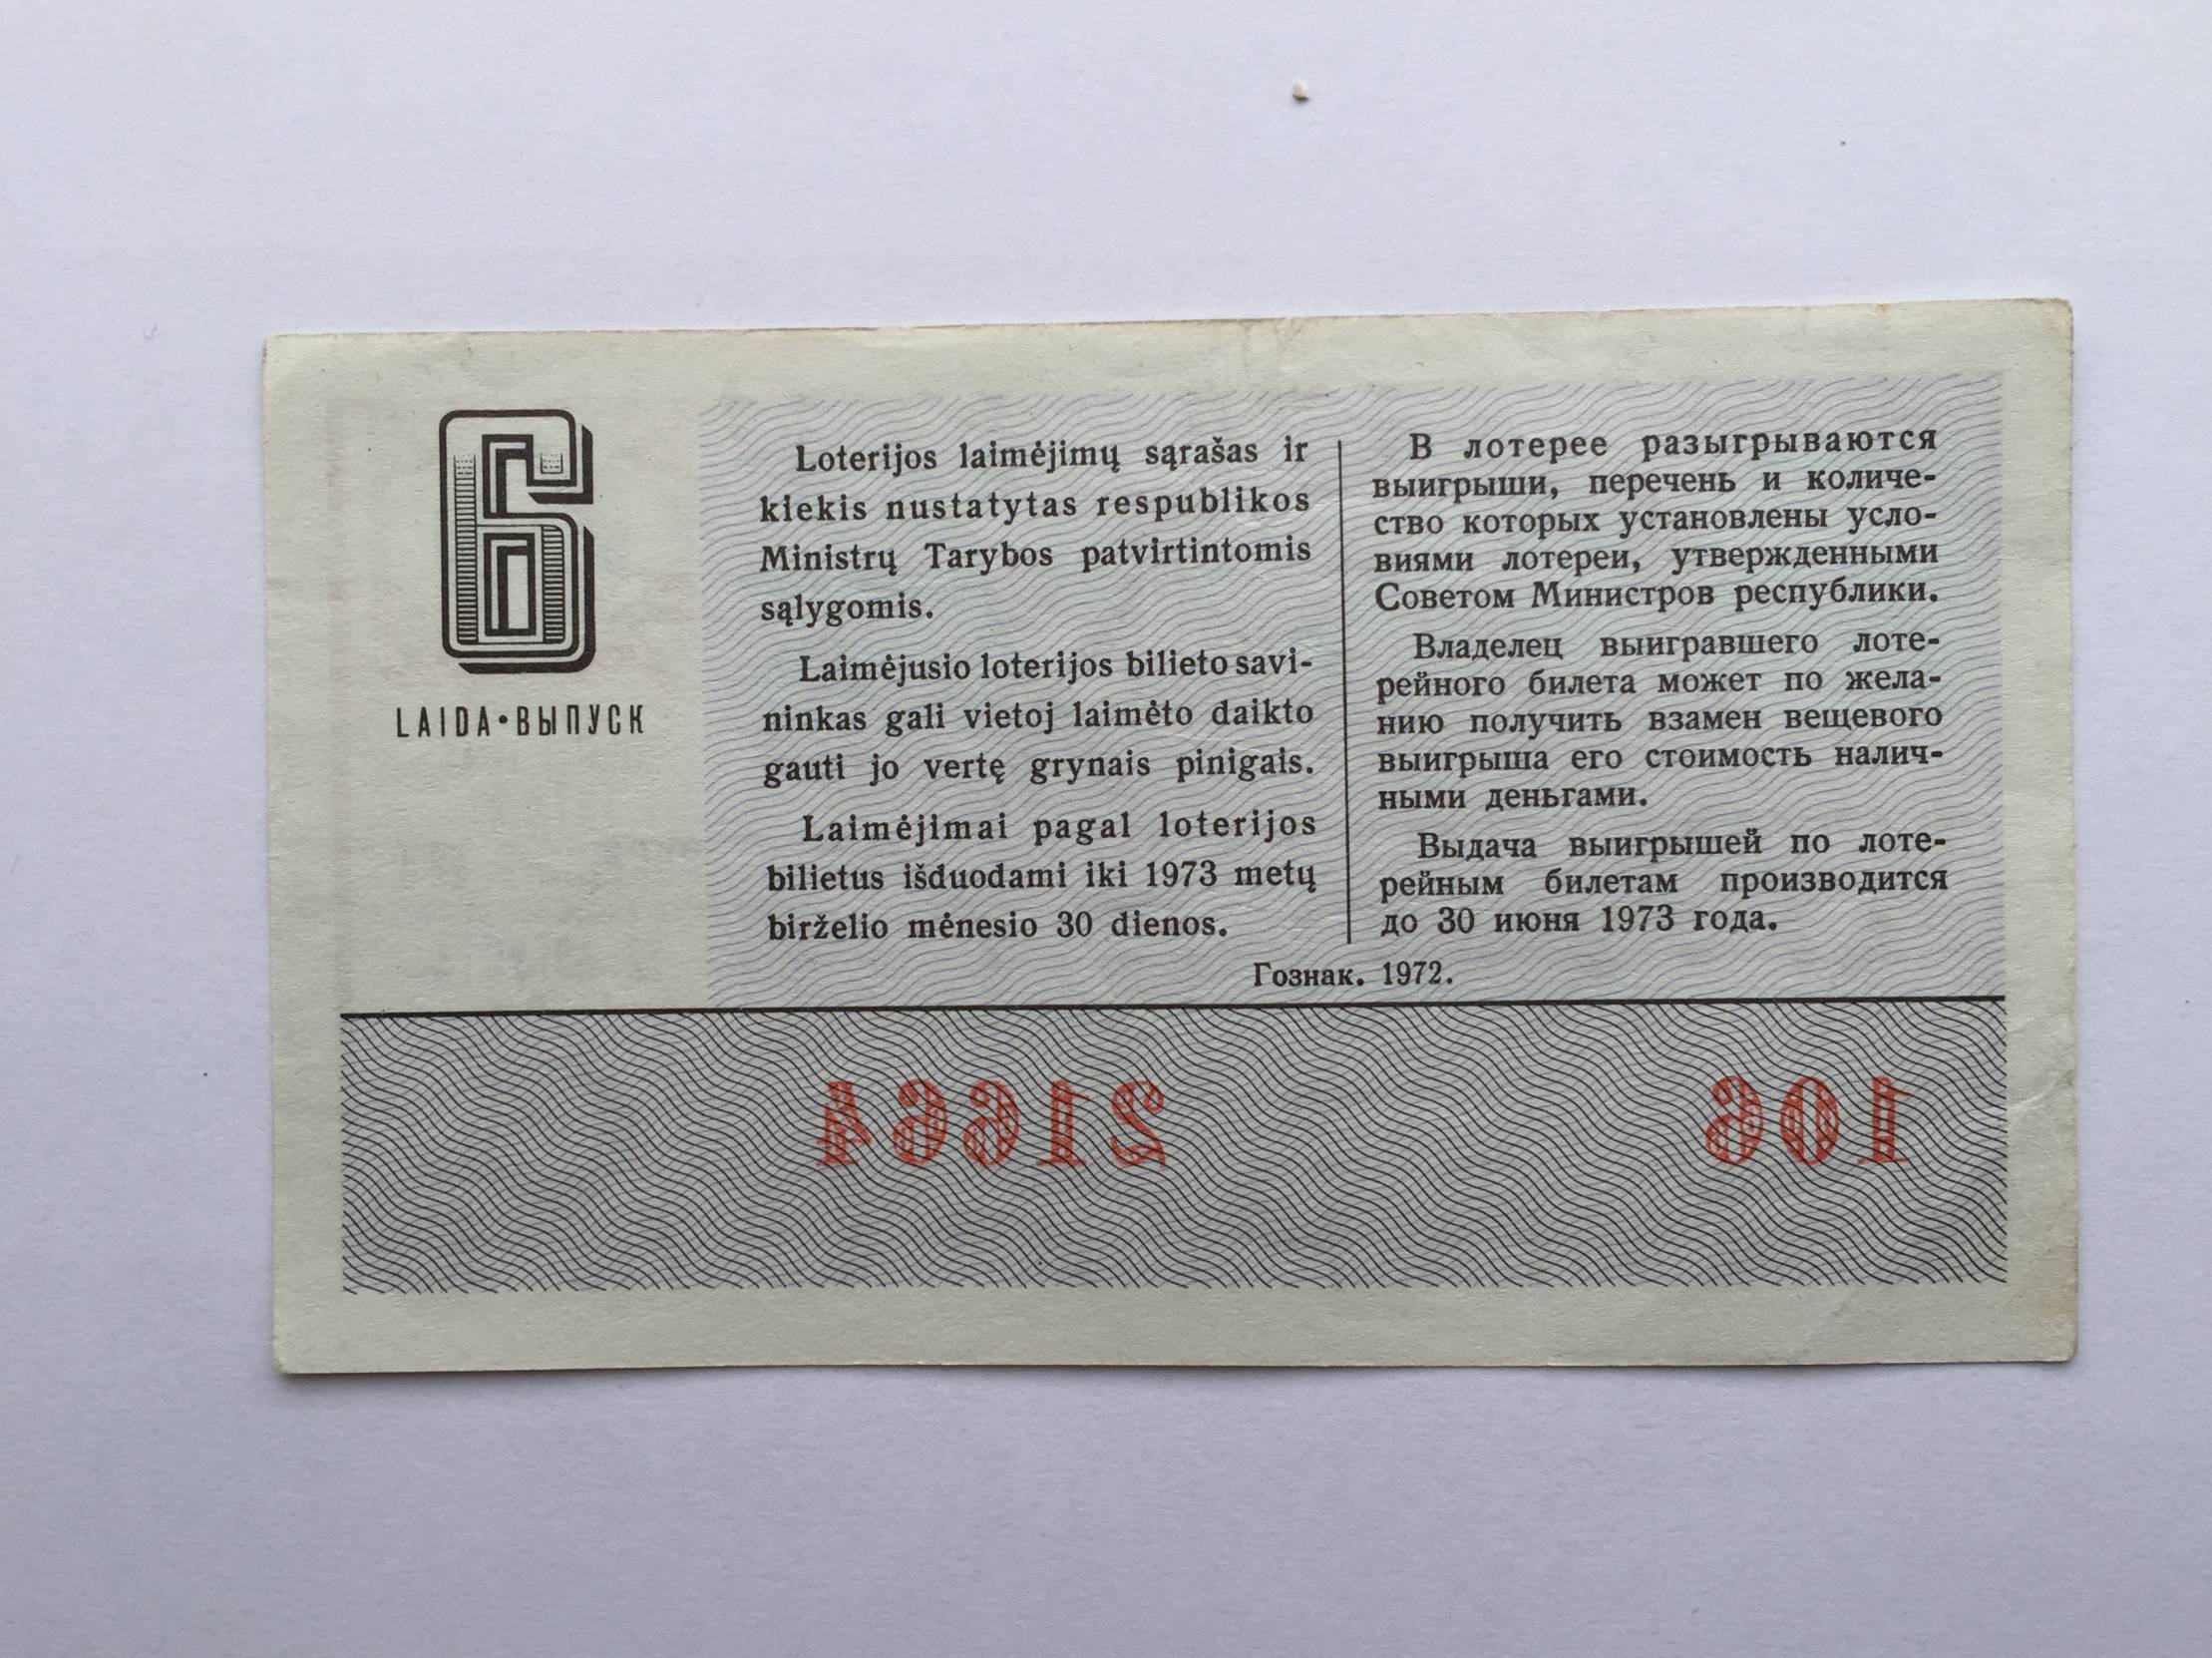 6
LAIDA•ВЫПУСК
Loterijos laimėjimų sąrašas ir
kiekis nustatytas respublikos
Ministrų Tarybos patvirtintomis
sąlygomis.
Laimėjusio loterijos bilieto savi-
ninkas gali vietoj laimėto daikto
gauti jo vertę grynais pinigais.
Laimėjimai pagal loterijos
bilietus išduodami iki 1973 metų
birželio mėnesio 30 dienos.
В лотерее разыгрываются
выигрыши, перечень и количе-
ство которых установлены усло-
виями лотереи, утвержденными
Советом Министров республики.
Владелец выигравшего лоте-
рейного билета может по жела-
нию получить взамен вещевого
выигрыша его стоимость налич-
ными деньгами.
Выдача выигрышей по лоте-
рейным билетам производится
до 30 июня 1973 года.
Гознак. 1972.
21664 106